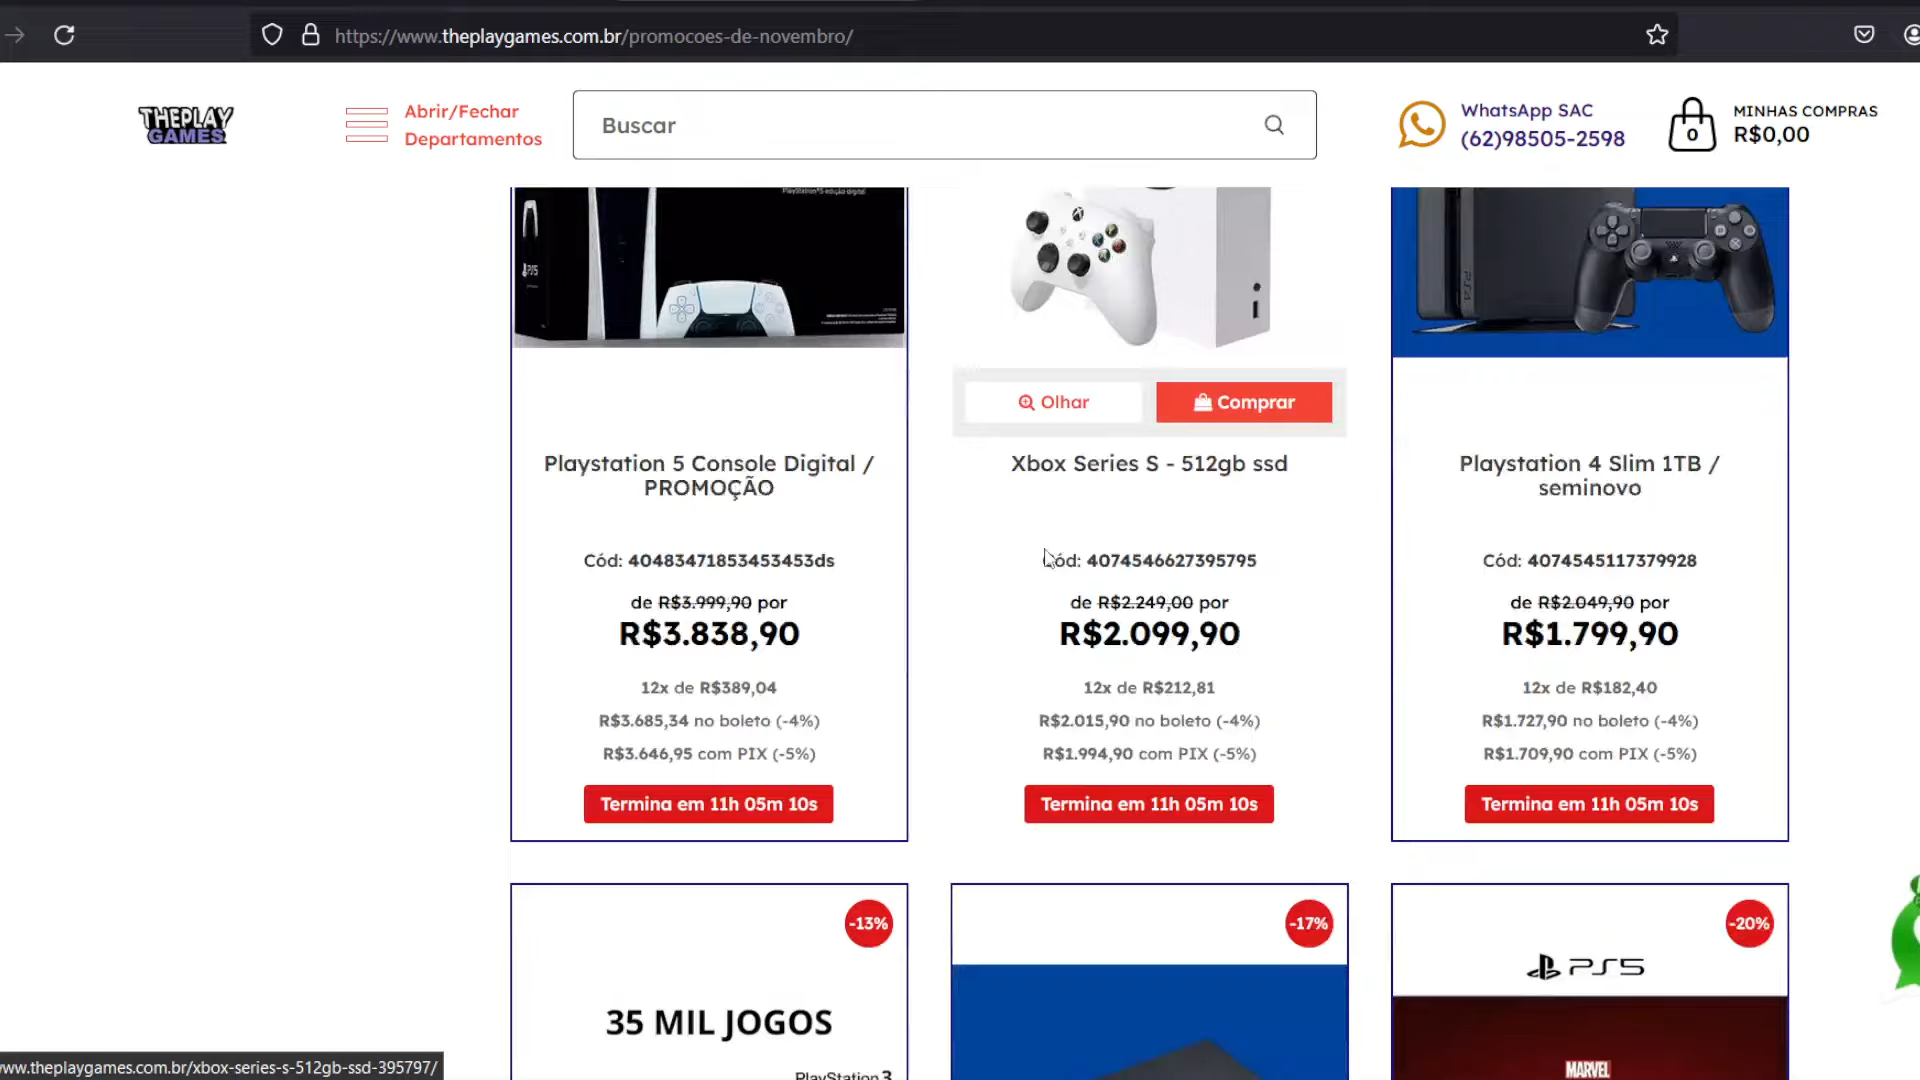 https://www.theplaygames.com.br/promocoes-de-novembro/
THEPLAY
GAMES
Abrir/Fechar
Departamentos
Buscar
WhatsApp SAC
(62)98505-2598
0
MINHAS COMPRAS
R$0,00
PlayStation®5 edição digital
PS5
PS4
Olhar
Comprar
Playstation 5 Console Digital /
PROMOÇÃO
Cód: 40483471853453453ds
de R$3.999,90 por
R$3.838,90
12x de R$389,04
R$3.685,34 no boleto (-4%)
R$3.646,95 com PIX (-5%)
Termina em 11h 05m 10s
Xbox Series S - 512gb ssd
Cód: 4074546627395795
de R$2.249,00 por
R$2.099,90
12x de R$212,81
R$2.015,90 no boleto (-4%)
R$1.994,90 com PIX (-5%)
Termina em 11h 05m 10s
Playstation 4 Slim 1TB /
seminovo
Cód: 4074545117379928
de R$2.049,90 por
R$1.799,90
12x de R$182,40
R$1.727,90 no boleto (-4%)
R$1.709,90 com PIX (-5%)
Termina em 11h 05m 10s
-13%
35 MIL JOGOS
PlayStation 3
-17%
-20%
PS5
MARVEL
www.theplaygames.com.br/xbox-series-s-512gb-ssd-395797/